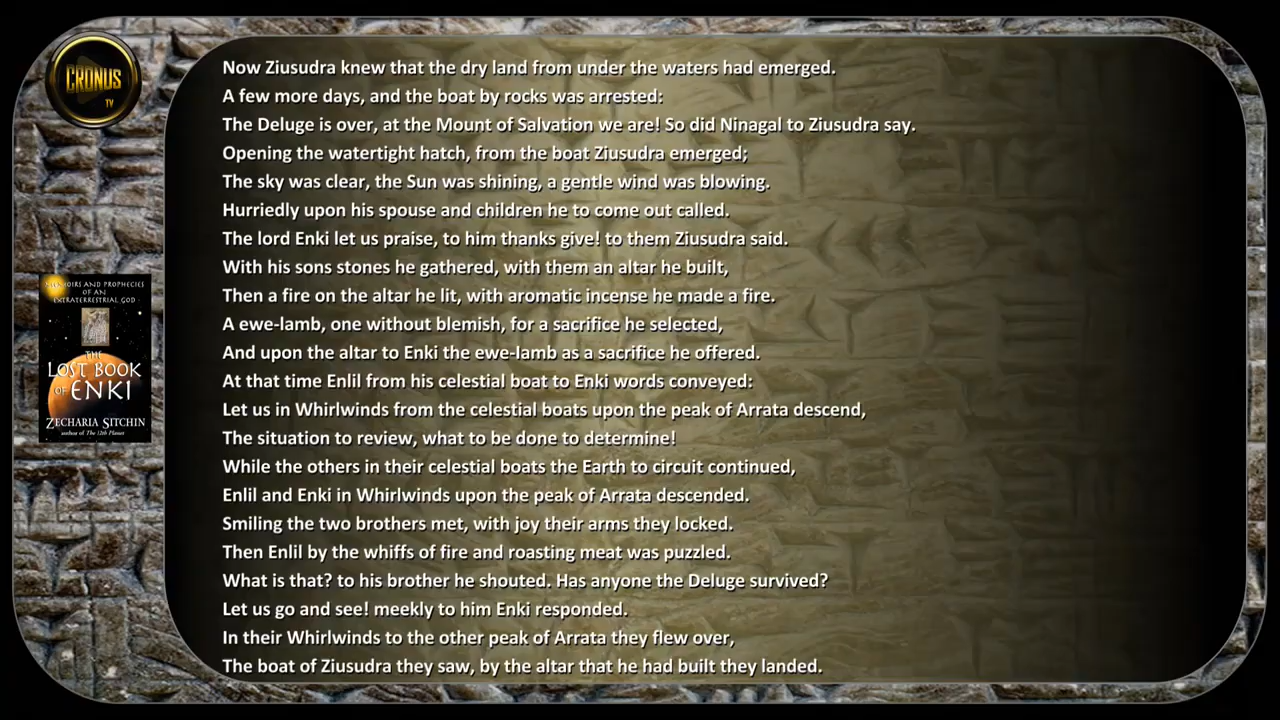 CRONUS
TV
Now Ziusudra knew that the dry land from under the waters had emerged.
A few more days, and the boat by rocks was arrested:
The Deluge is over, at the Mount of Salvation we are! So did Ninagal to Ziusudra say.
Opening the watertight hatch, from the boat Ziusudra emerged;
The sky was clear, the Sun was shining, a gentle wind was blowing.
Hurriedly upon his spouse and children he to come out called.
The lord Enki let us praise, to him thanks give! to them Ziusudra said.
With his sons stones he gathered, with them an altar he built,
Then a fire on the altar he lit, with aromatic incense he made a fire.
A ewe-lamb, one without blemish, for a sacrifice he selected,
And upon the altar to Enki the ewe-lamb as a sacrifice he offered.
At that time Enlil from his celestial boat to Enki words conveyed:
Let us in Whirlwinds from the celestial boats upon the peak of Arrata descend,
The situation to review, what to be done to determine!
While the others in their celestial boats the Earth to circuit continued,
Enlil and Enki in Whirlwinds upon the peak of Arrata descended.
Smiling the two brothers met, with joy their arms they locked.
Then Enlil by the whiffs of fire and roasting meat was puzzled.
What is that? to his brother he shouted. Has anyone the Deluge survived?
Let us go and see! meekly to him Enki responded.
In their Whirlwinds to the other peak of Arrata they flew over,
The boat of Ziusudra they saw, by the altar that he had built they landed.
MEMOIRS AND PROPHECIES
OF AN
EXTRATERRESTRIAL GOD
THE
LOST BOOK
OF ENKI
ZECHARIA SITCHIN
author of The 12th Planet